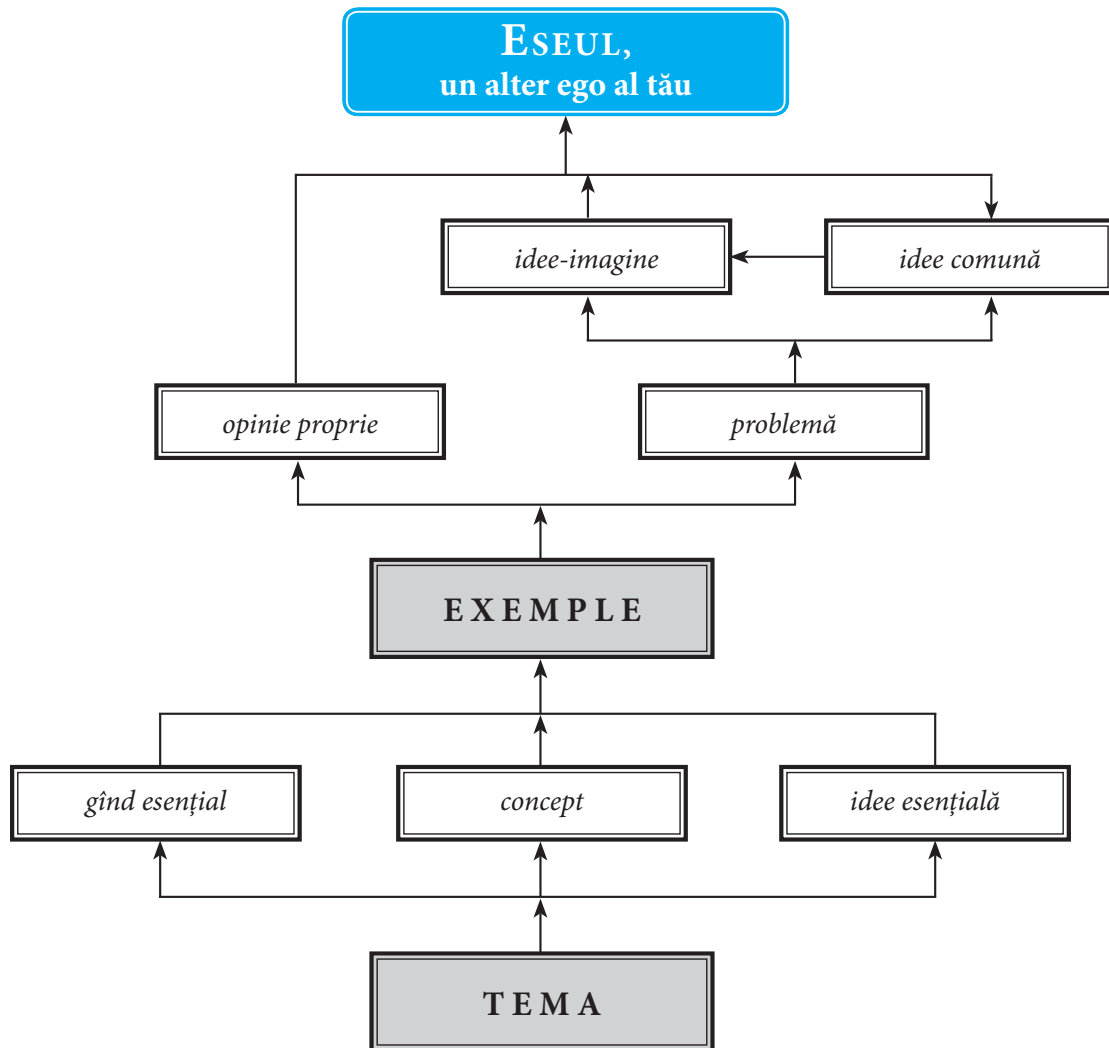 ESEUL,
un alter ego al tău
idee-imagine
idee comună
opinie proprie
problemă
EXEMPLE
gînd esențial
concept
idee esențială
TEMA